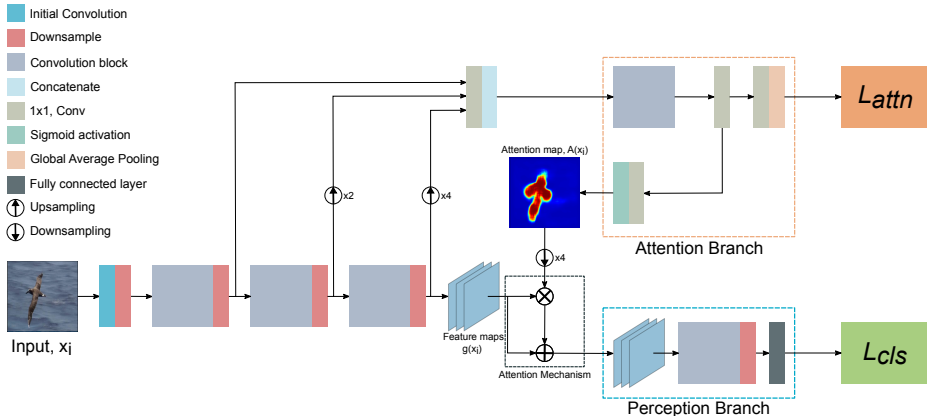 Initial Convolution
Downsample
Convolution block
Concatenate
1x1, Conv
Sigmoid activation
Global Average Pooling
Fully connected layer
Upsampling
Downsampling
x2
x4
Attention map, A(xi)
Lattn
Attention Branch
x4
Input, xi
Feature maps
g(xi)
Attention Mechanism
Perception Branch
Lcls